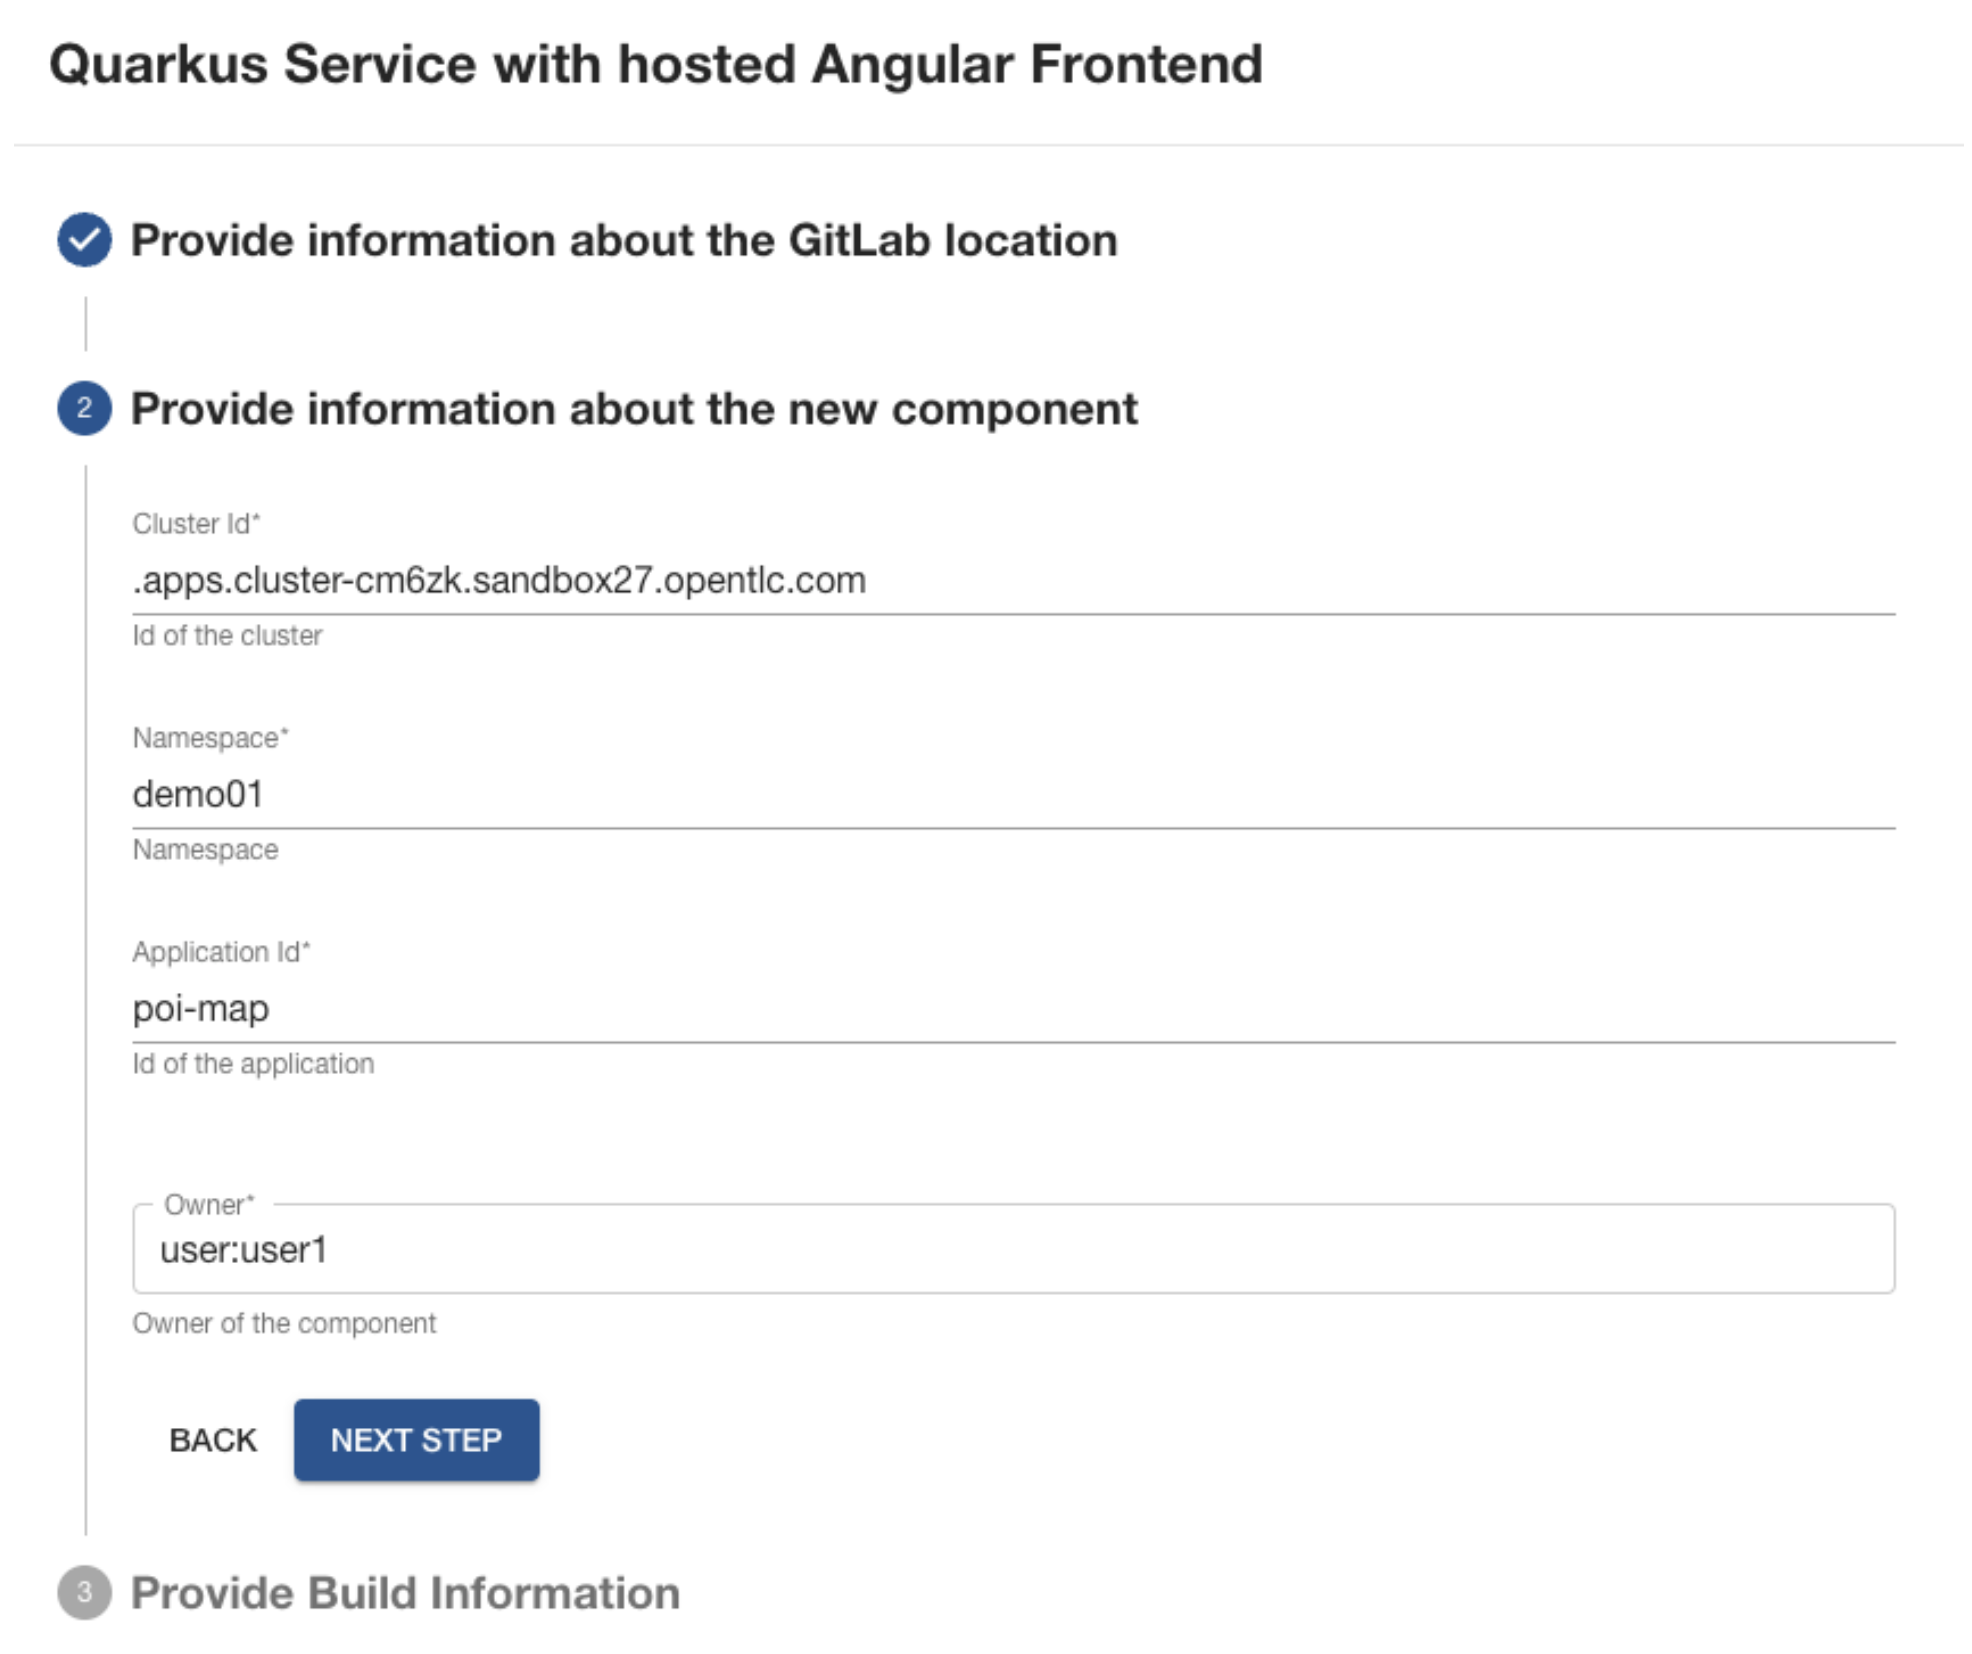 Quarkus Service with hosted Angular Frontend
Provide information about the GitLab location
2 Provide information about the new component
Cluster Id*
.apps.cluster-cm6zk.sandbox27.opentlc.com
Id of the cluster
Namespace*
demo01
Namespace
Application Id*
poi-map
Id of the application
Owner*
user:user1
Owner of the component
BACK NEXT STEP
3 Provide Build Information